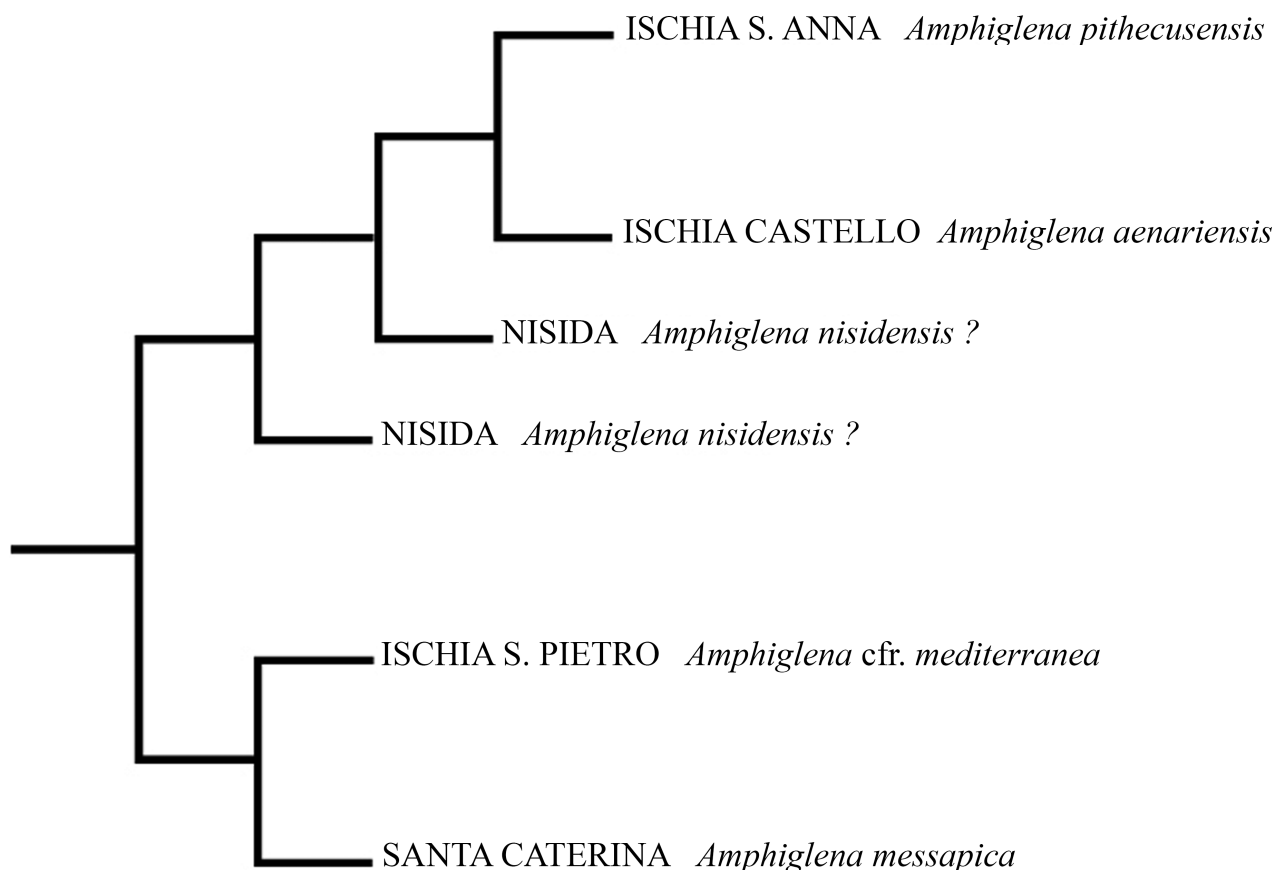 ISCHIA S. ANNA Amphiglena pithecusensis
ISCHIA CASTELLO Amphiglena aenariensis
NISIDA Amphiglena nisidensis ?
NISIDA Amphiglena nisidensis ?
ISCHIA S. PIETRO Amphiglena cfr. mediterranea
SANTA CATERINA Amphiglena messapica